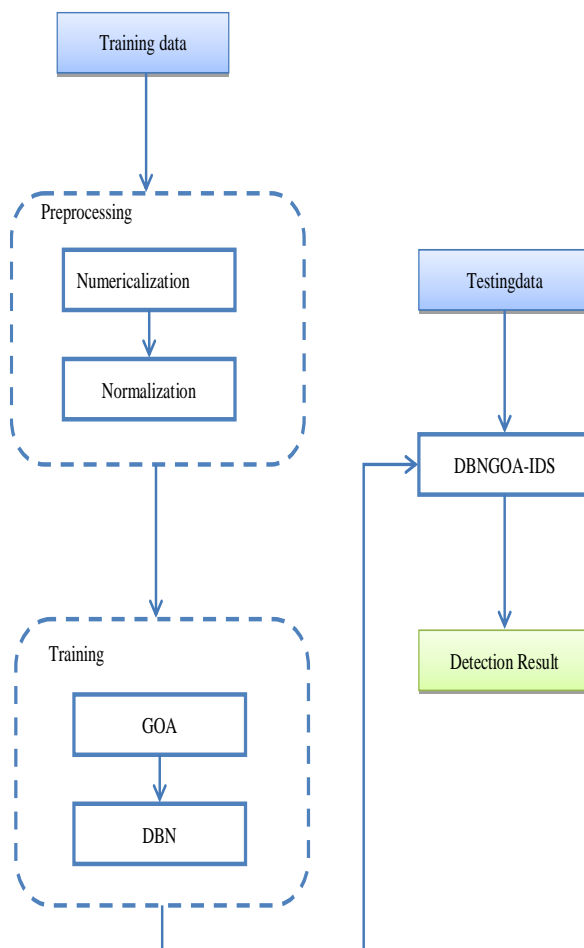 Training data
Preprocessing
Numericalization
Normalization
Training
GOA
DBN
Testingdata
DBNGOA-IDS
Detection Result